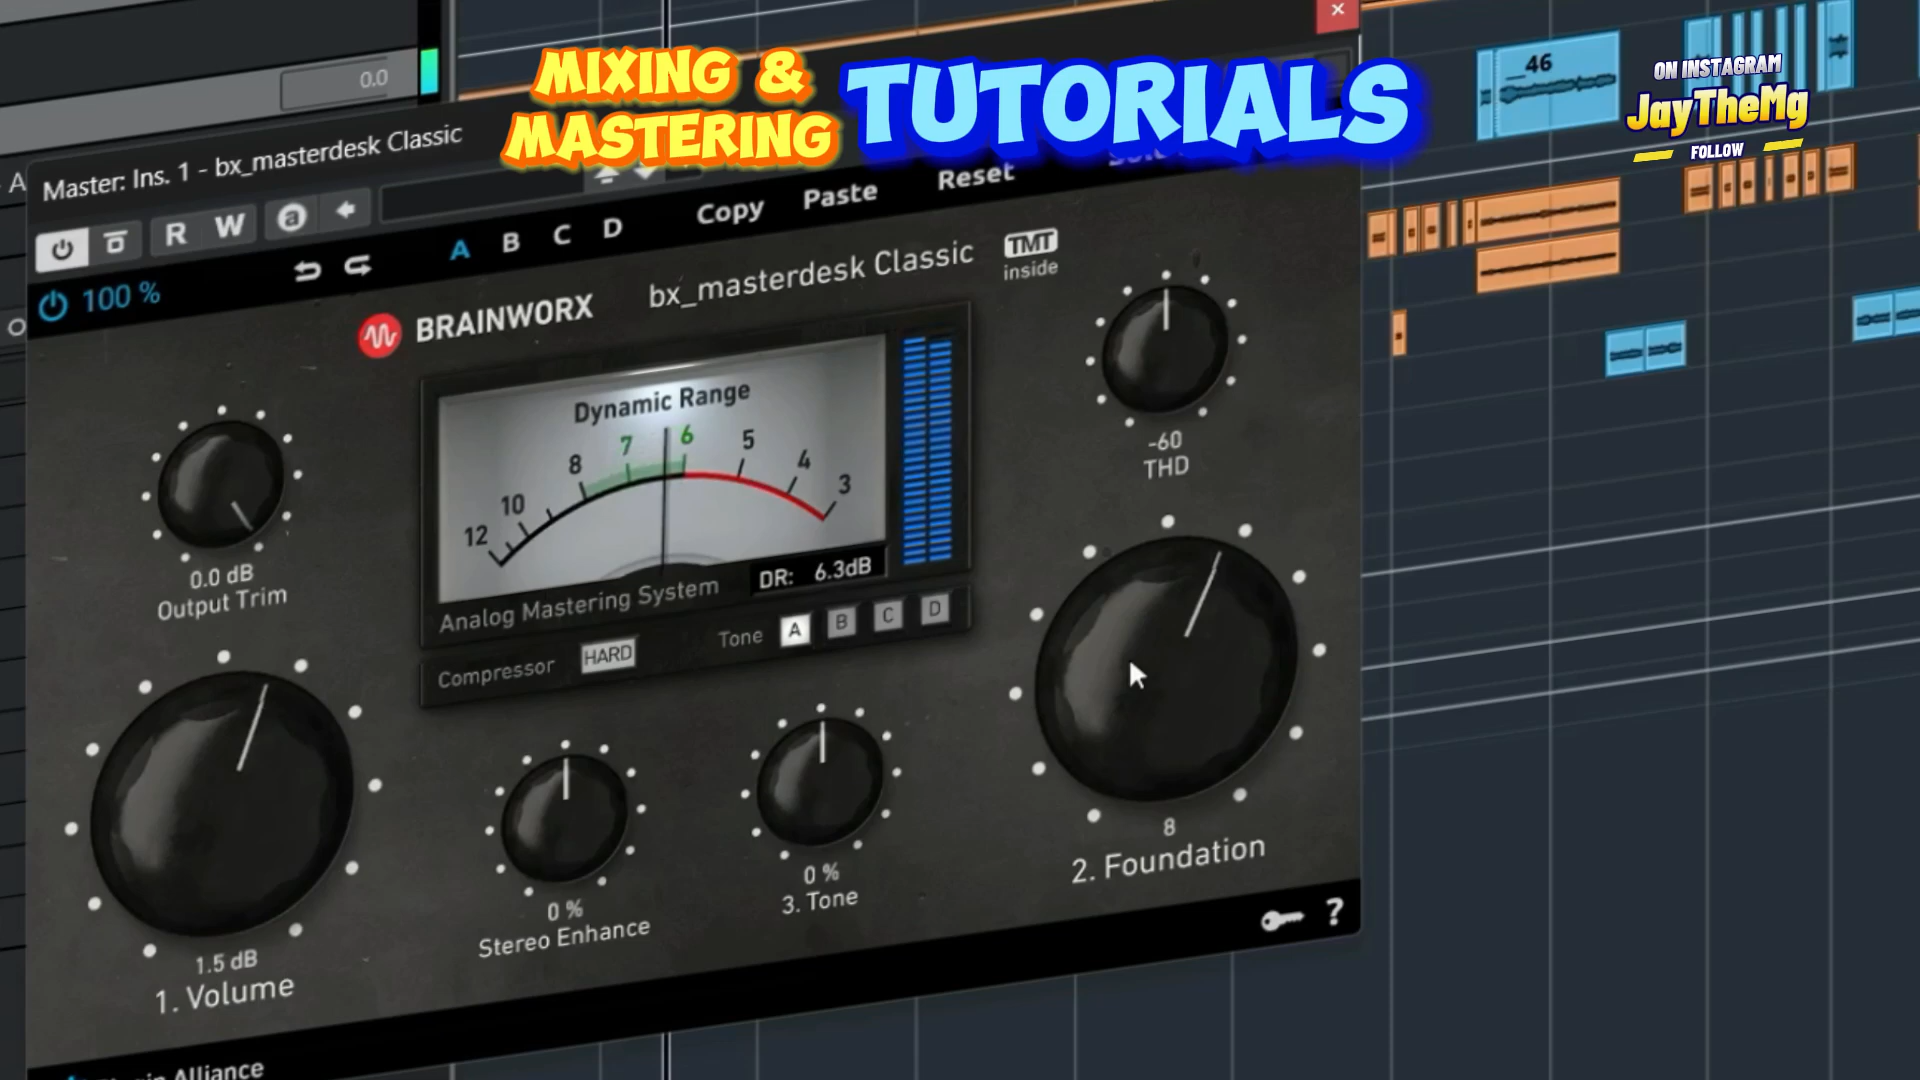 MIXING &
MASTERING
TUTORIALS
ON INSTAGRAM
JayTheMg
FOLLOW
__46
0.0
Master: Ins. 1 - bx_masterdesk Classic
R W a
A B C D Copy Paste Reset
100 %
BRAINWORX
bx_masterdesk Classic
TMT
inside
Dynamic Range
12 10 8 7 6 5 4 3
Analog Mastering System
DR: 6.3dB
Compressor HARD
Tone A B C D
-60
THD
0.0 dB
Output Trim
1.5 dB
1. Volume
0 %
Stereo Enhance
0 %
3. Tone
8
2. Foundation
?
Alliance